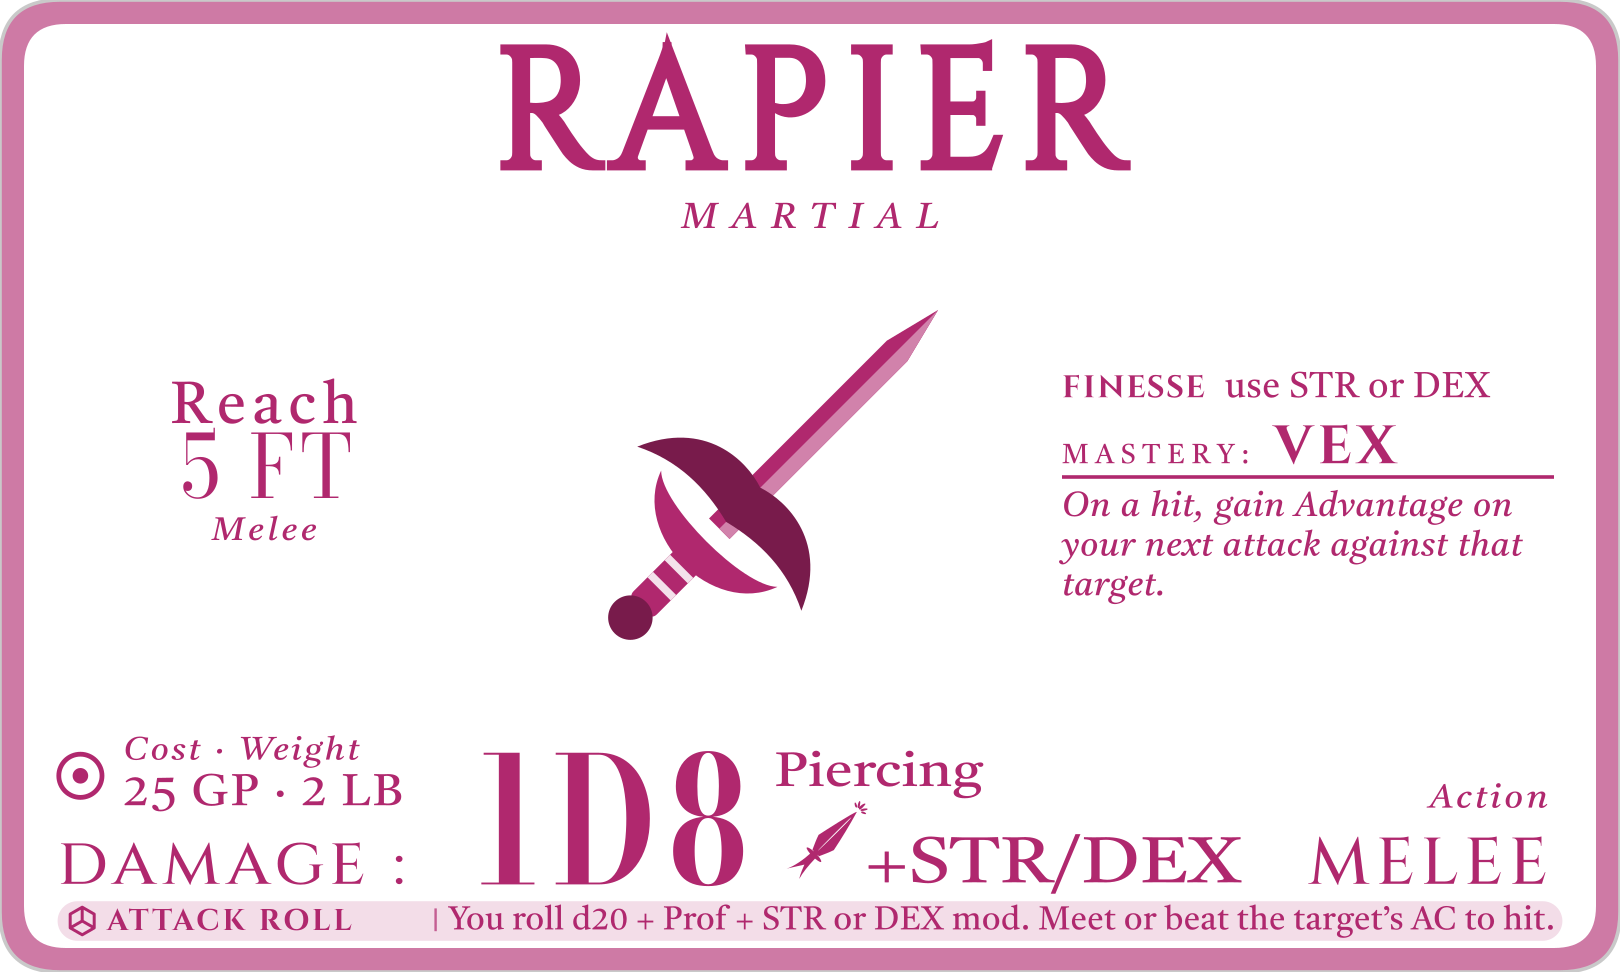 RAPIER
MARTIAL
Reach
5 FT
Melee
FINESSE use STR or DEX
MASTERY: VEX
On a hit, gain Advantage on
your next attack against that
target.
Cost · Weight
25 GP · 2 LB
DAMAGE :
1D8
Piercing
+STR/DEX
Action
MELEE
ATTACK ROLL | You roll d20 + Prof + STR or DEX mod. Meet or beat the target’s AC to hit.